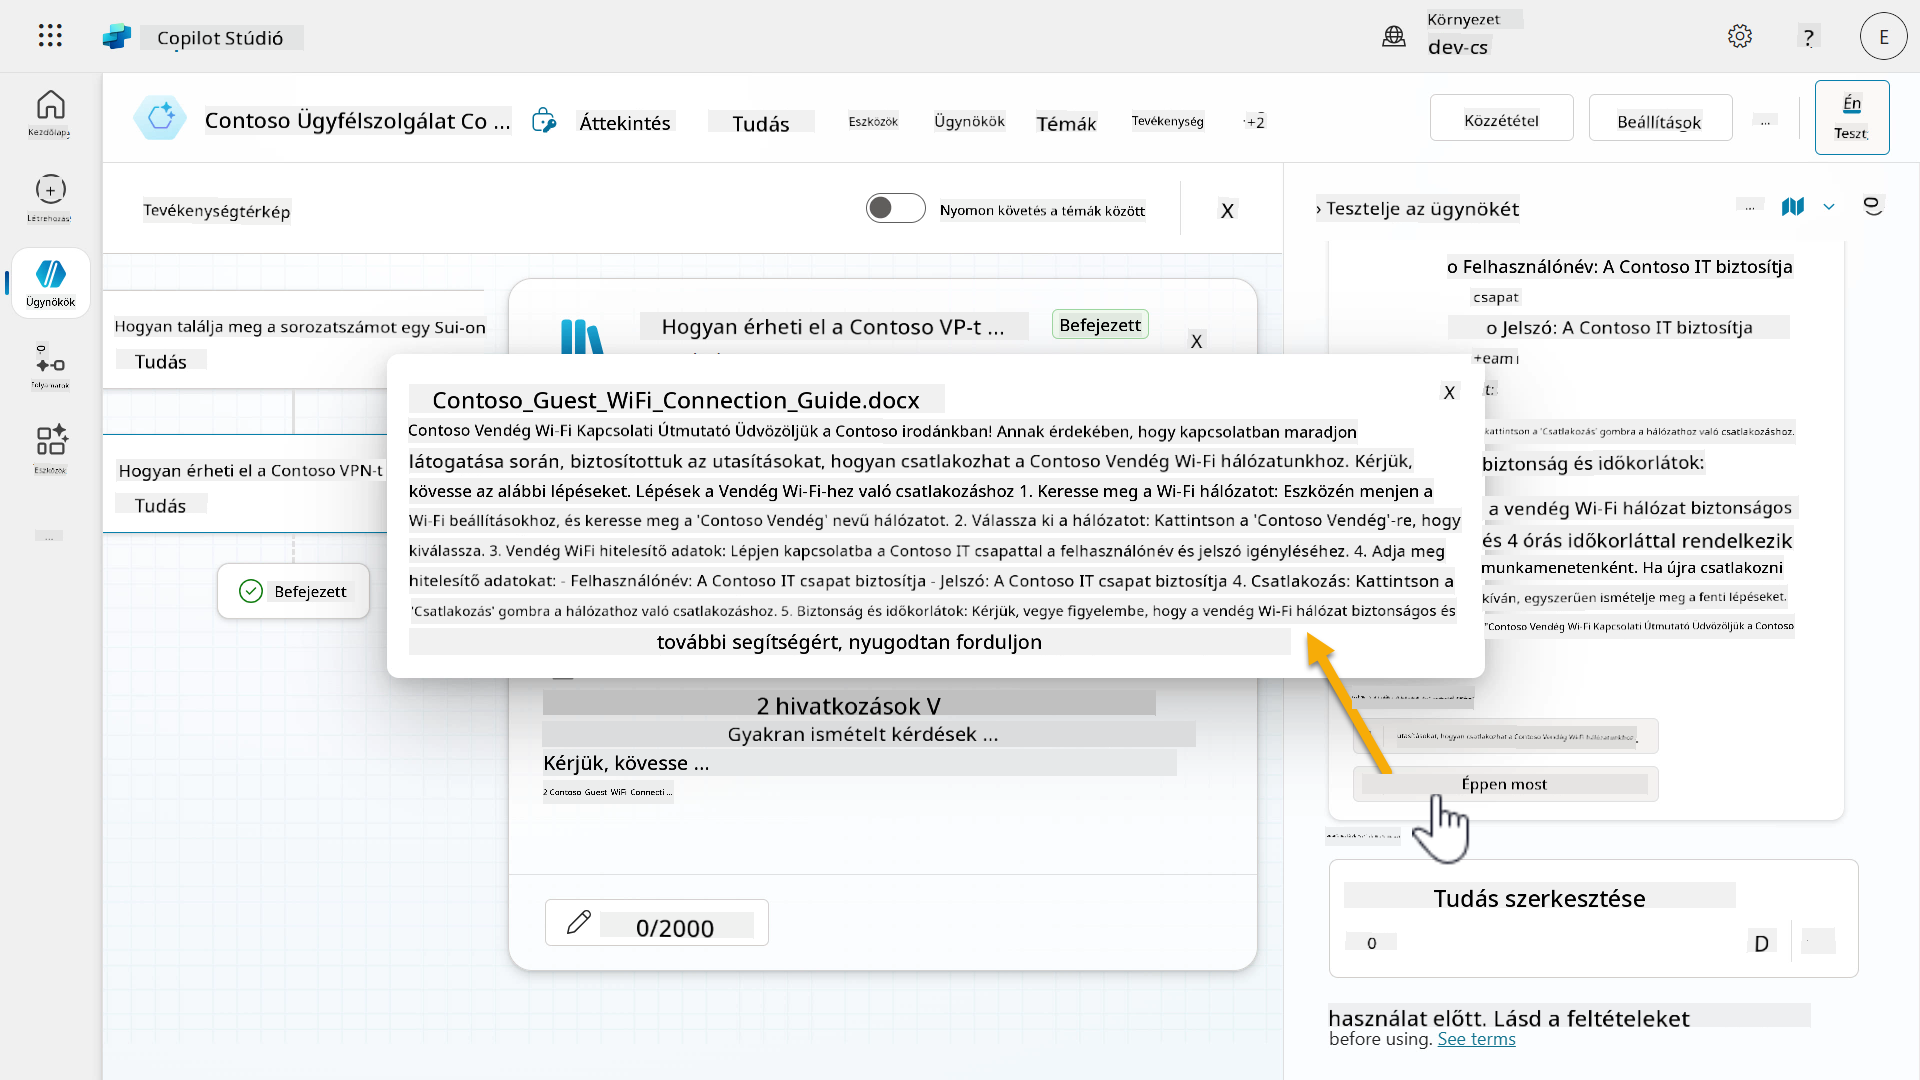 Copilot Stúdió
Környezet
dev-cs
?
E
Kezdőlap
Létrehozás
Ügynökök
Eszközök
...
Contoso Ügyfélszolgálat Co ...
Áttekintés
Tudás
Eszközök
Ügynökök
Témák
Tevékenység
+2
Közzététel
Beállítások
...
Én
Teszt
Tevékenységtérkép
Nyomon követés a témák között
X
Hogyan találja meg a sorozatszámot egy Sui-on
Tudás
Hogyan érheti el a Contoso VPN-t
Tudás
Befejezett
Hogyan érheti el a Contoso VP-t ...
Befejezett
X
Contoso_Guest_WiFi_Connection_Guide.docx
X
Contoso Vendég Wi-Fi Kapcsolati Útmutató Üdvözöljük a Contoso irodánkban! Annak érdekében, hogy kapcsolatban maradjon
látogatása során, biztosítottuk az utasításokat, hogyan csatlakozhat a Contoso Vendég Wi-Fi hálózatunkhoz. Kérjük,
kövesse az alábbi lépéseket. Lépések a Vendég Wi-Fi-hez való csatlakozáshoz 1. Keresse meg a Wi-Fi hálózatot: Eszközén menjen a
Wi-Fi beállításokhoz, és keresse meg a 'Contoso Vendég' nevű hálózatot. 2. Válassza ki a hálózatot: Kattintson a 'Contoso Vendég'-re, hogy
kiválassza. 3. Vendég WiFi hitelesítő adatok: Lépjen kapcsolatba a Contoso IT csapattal a felhasználónév és jelszó igényléséhez. 4. Adja meg
hitelesítő adatokat: - Felhasználónév: A Contoso IT csapat biztosítja - Jelszó: A Contoso IT csapat biztosítja 4. Csatlakozás: Kattintson a
'Csatlakozás' gombra a hálózathoz való csatlakozáshoz. 5. Biztonság és időkorlátok: Kérjük, vegye figyelembe, hogy a vendég Wi-Fi hálózat biztonságos és
további segítségért, nyugodtan forduljon
2 hivatkozások V
Gyakran ismételt kérdések ...
Kérjük, kövesse ...
2 Contoso Guest WiFi Connecti ...
0/2000
› Tesztelje az ügynökét
...
o Felhasználónév: A Contoso IT biztosítja
csapat
o Jelszó: A Contoso IT biztosítja
+eam
kattintson a 'Csatlakozás' gombra a hálózathoz való csatlakozáshoz.
biztonság és időkorlátok:
a vendég Wi-Fi hálózat biztonságos
és 4 órás időkorláttal rendelkezik
munkamenetenként. Ha újra csatlakozni
kíván, egyszerűen ismételje meg a fenti lépéseket.
"Contoso Vendég Wi-Fi Kapcsolati Útmutató Üdvözöljük a Contoso
utasításokat, hogyan csatlakozhat a Contoso Vendég Wi-Fi hálózatunkhoz
Éppen most
Tudás szerkesztése
0
D
használat előtt. Lásd a feltételeket
before using. See terms